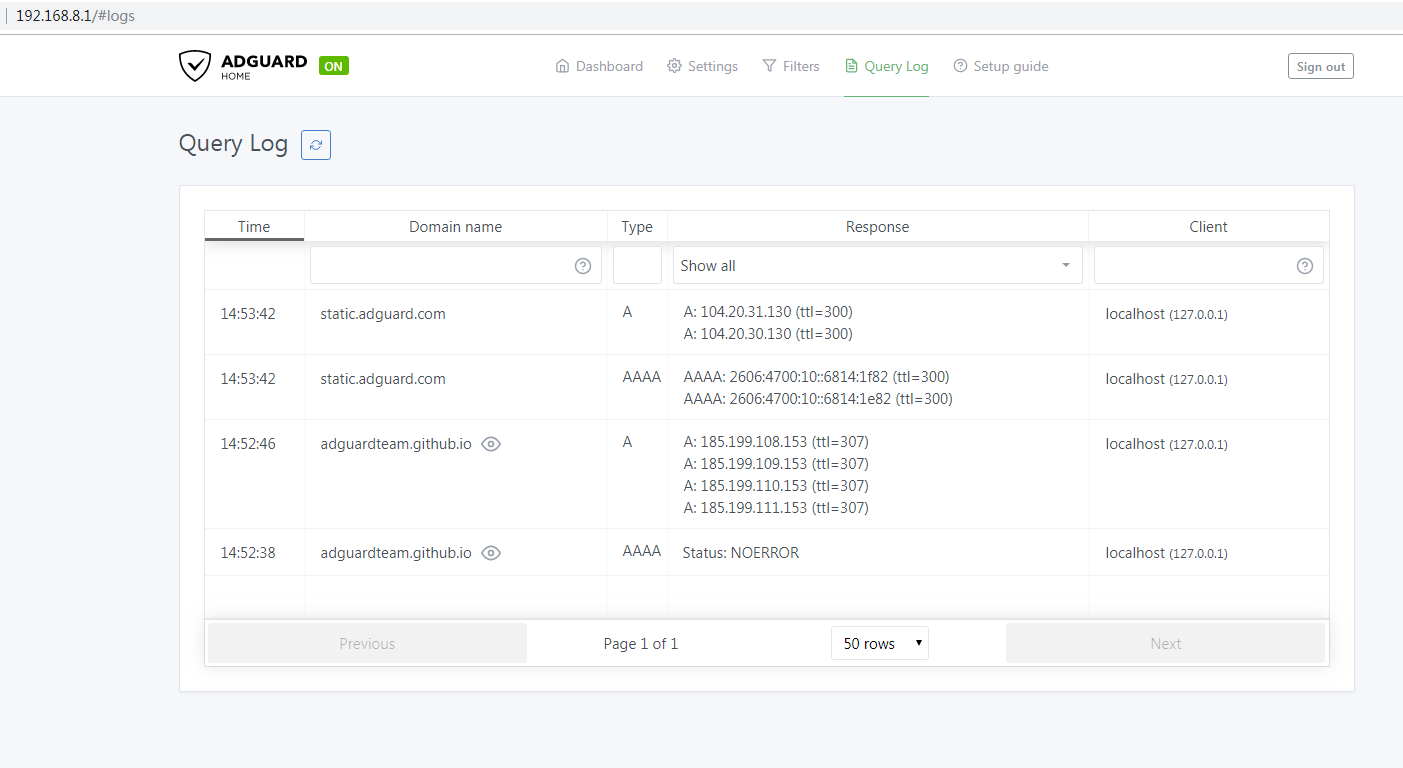 192.168.8.1/#logs
ADGUARD HOME ON Dashboard Settings Filters Query Log Setup guide Sign out
Query Log
Time Domain name Type Response Client
Show all
14:53:42 static.adguard.com A A: 104.20.31.130 (ttl=300) localhost (127.0.0.1)
A: 104.20.30.130 (ttl=300)
14:53:42 static.adguard.com AAAA AAAA: 2606:4700:10::6814:1f82 (ttl=300) localhost (127.0.0.1)
AAAA: 2606:4700:10::6814:1e82 (ttl=300)
14:52:46 adguardteam.github.io A A: 185.199.108.153 (ttl=307) localhost (127.0.0.1)
A: 185.199.109.153 (ttl=307)
A: 185.199.110.153 (ttl=307)
A: 185.199.111.153 (ttl=307)
14:52:38 adguardteam.github.io AAAA Status: NOERROR localhost (127.0.0.1)
Previous Page 1 of 1 50 rows Next